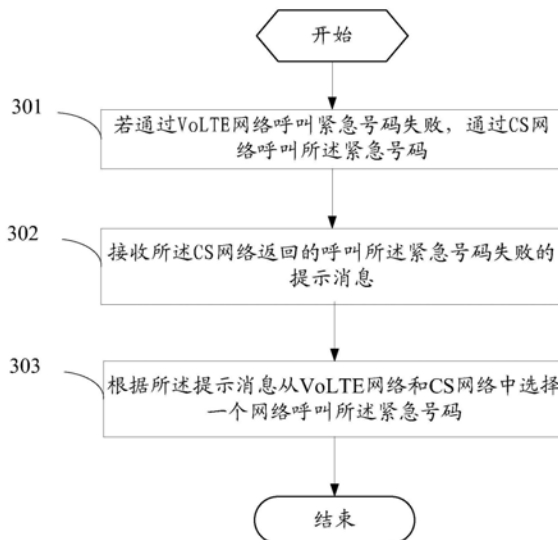 开始
301
若通过VoLTE网络呼叫紧急号码失败，通过CS网
络呼叫所述紧急号码
302
接收所述CS网络返回的呼叫所述紧急号码失败的
提示消息
303
根据所述提示消息从VoLTE网络和CS网络中选择
一个网络呼叫所述紧急号码
结束